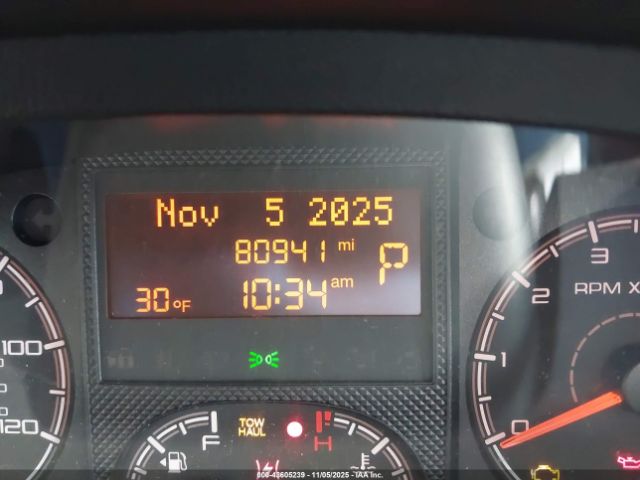 Nov 5 2025
80941 mi
P
10:34 am
30°F
3
2
RPM X
1
0
100
120
F
TOW
HAUL
H
000-43605239 - 11/05/2025 - IAA Inc.